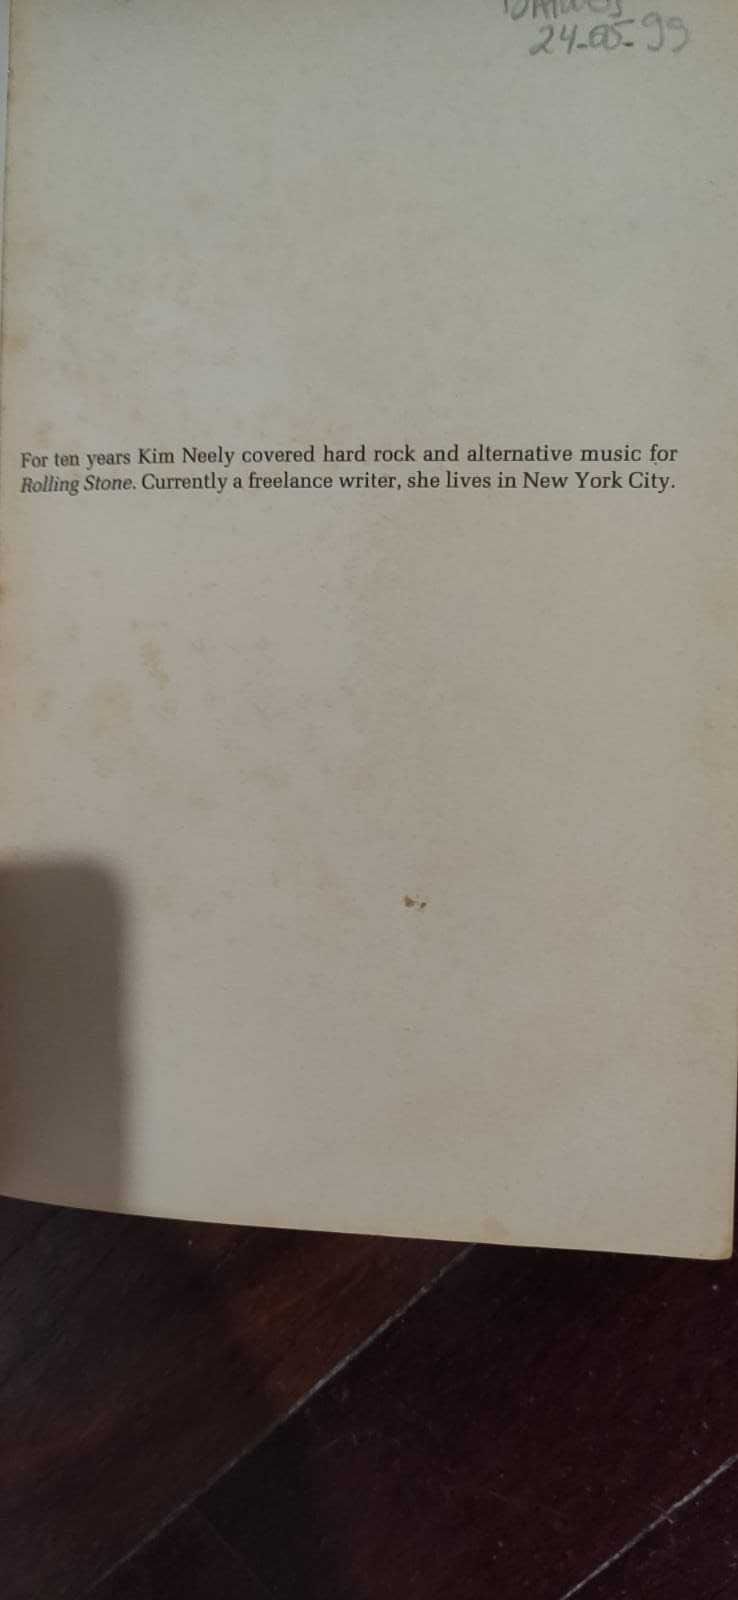 24-05-99
For ten years Kim Neely covered hard rock and alternative music for
Rolling Stone. Currently a freelance writer, she lives in New York City.